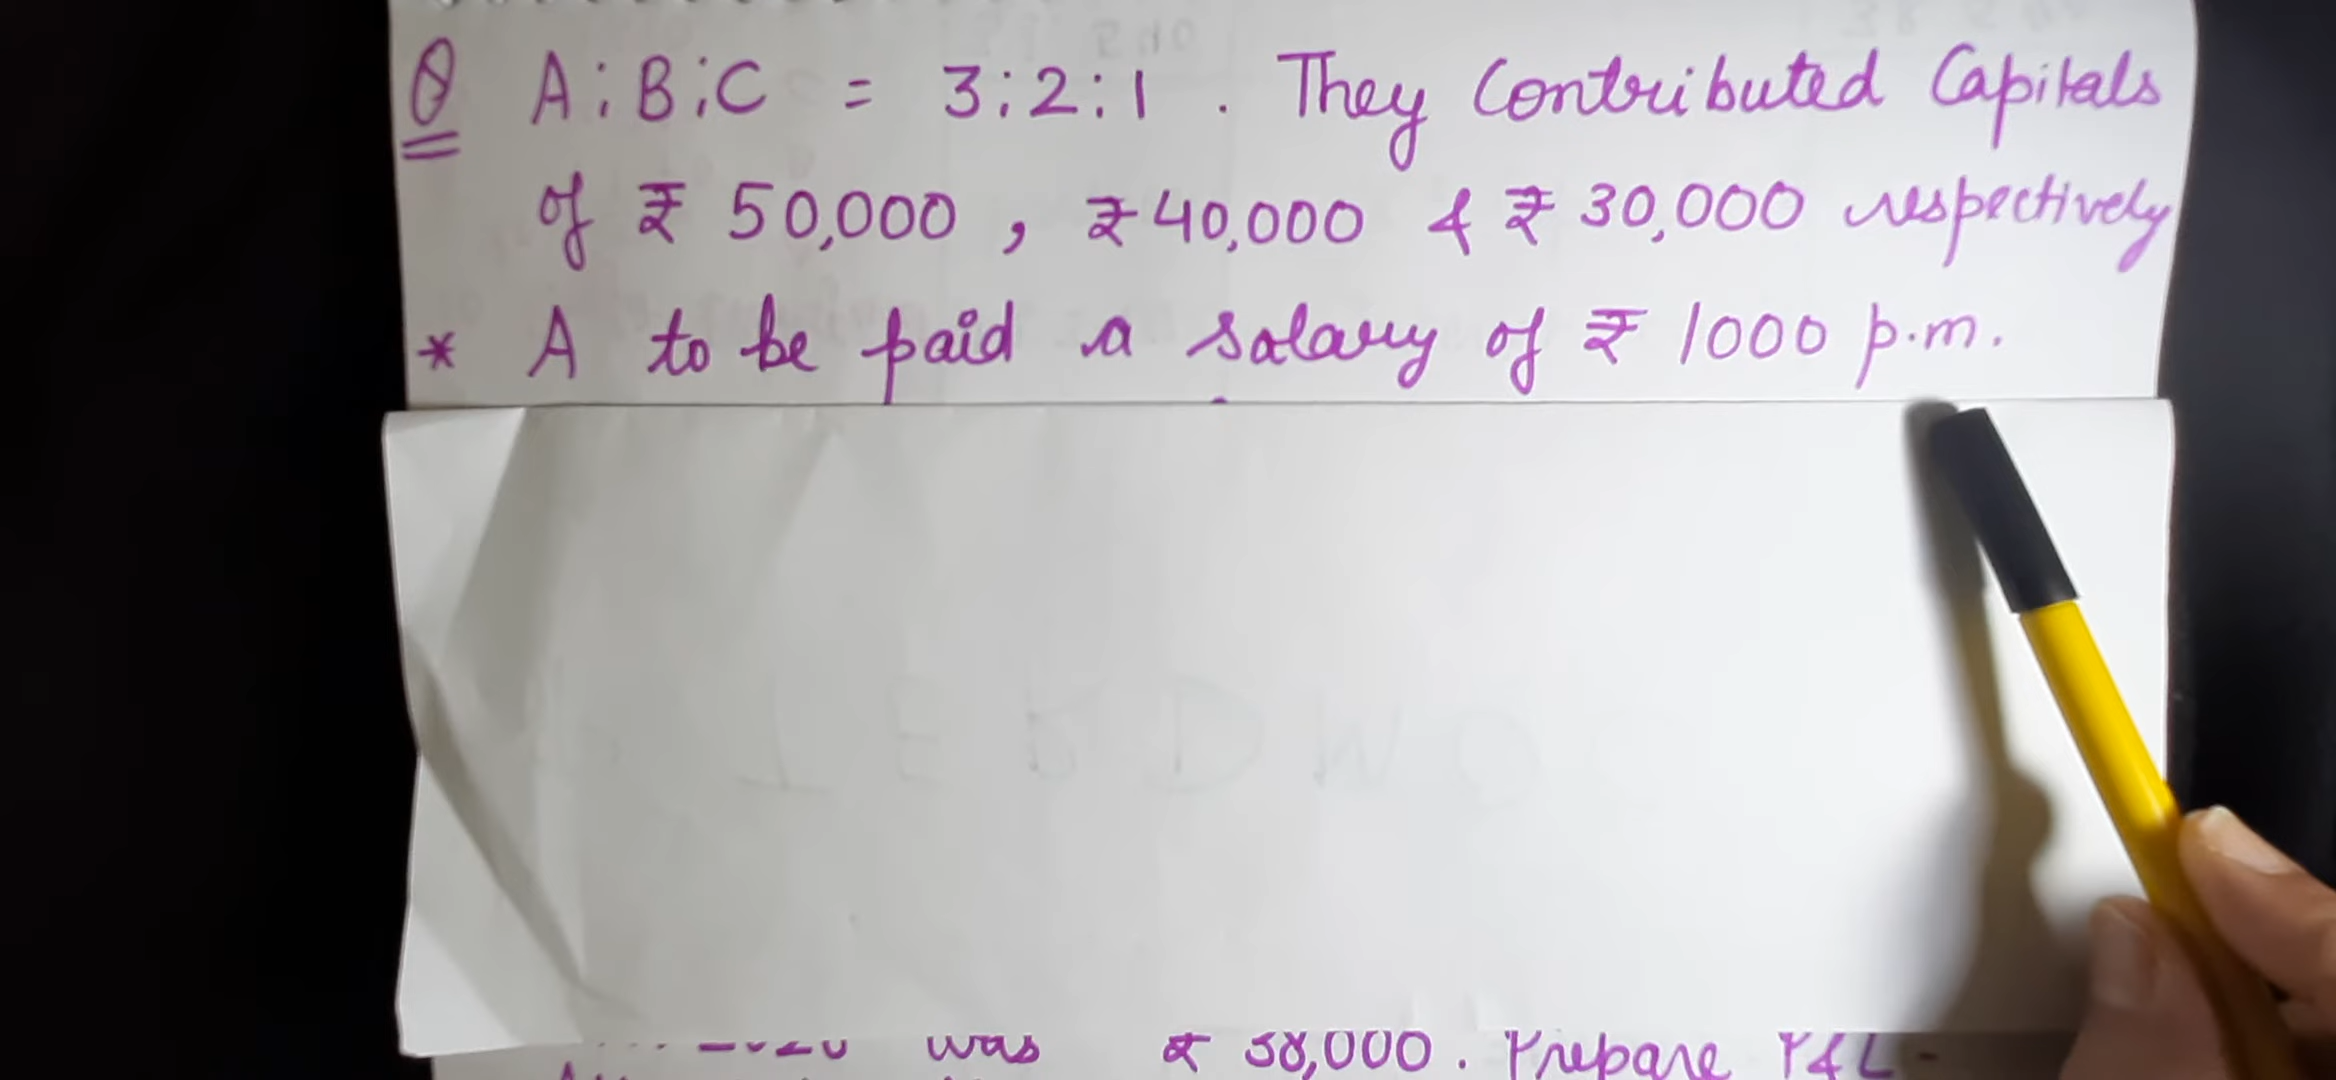 Q A:B:C = 3:2:1. They Contributed Capitals
of ₹ 50,000, ₹ 40,000 & ₹ 30,000 respectively
* A to be paid a salary of ₹ 1000 p.m.
was ₹ 38,000. Prepare P&L